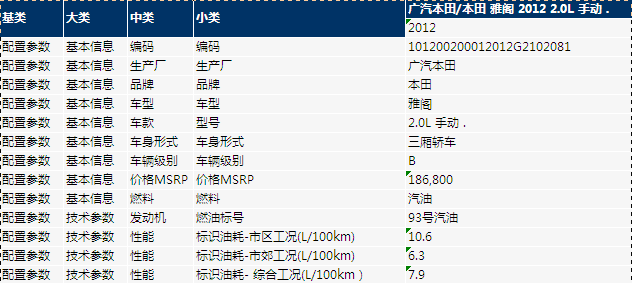 基类 大类 中类 小类 广汽本田/本田 雅阁 2012 2.0L 手动 .
2012
配置参数 基本信息 编码 编码 101200200012012G2102081
配置参数 基本信息 生产厂 生产厂 广汽本田
配置参数 基本信息 品牌 品牌 本田
配置参数 基本信息 车型 车型 雅阁
配置参数 基本信息 车款 型号 2.0L 手动 .
配置参数 基本信息 车身形式 车身形式 三厢轿车
配置参数 基本信息 车辆级别 车辆级别 B
配置参数 基本信息 价格MSRP 价格MSRP 186,800
配置参数 基本信息 燃料 燃料 汽油
配置参数 技术参数 发动机 燃油标号 93号汽油
配置参数 技术参数 性能 标识油耗-市区工况(L/100km) 10.6
配置参数 技术参数 性能 标识油耗-市郊工况(L/100km) 6.3
配置参数 技术参数 性能 标识油耗- 综合工况(L/100km ) 7.9